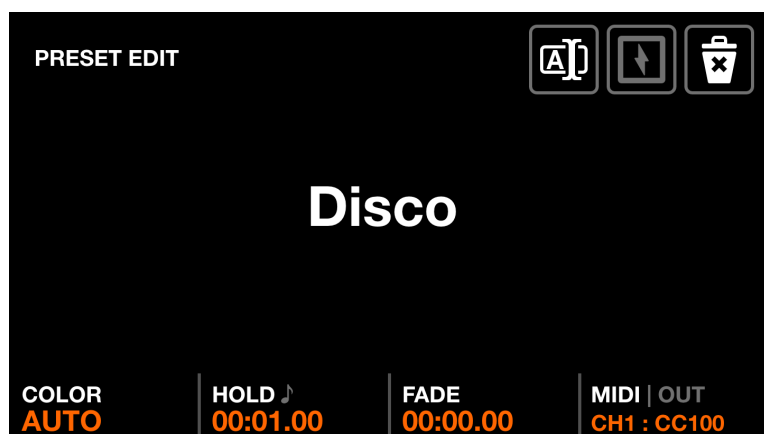 PRESET EDIT
A
Disco
COLOR HOLD ♪ FADE MIDI | OUT
AUTO 00:01.00 00:00.00 CH1 : CC100